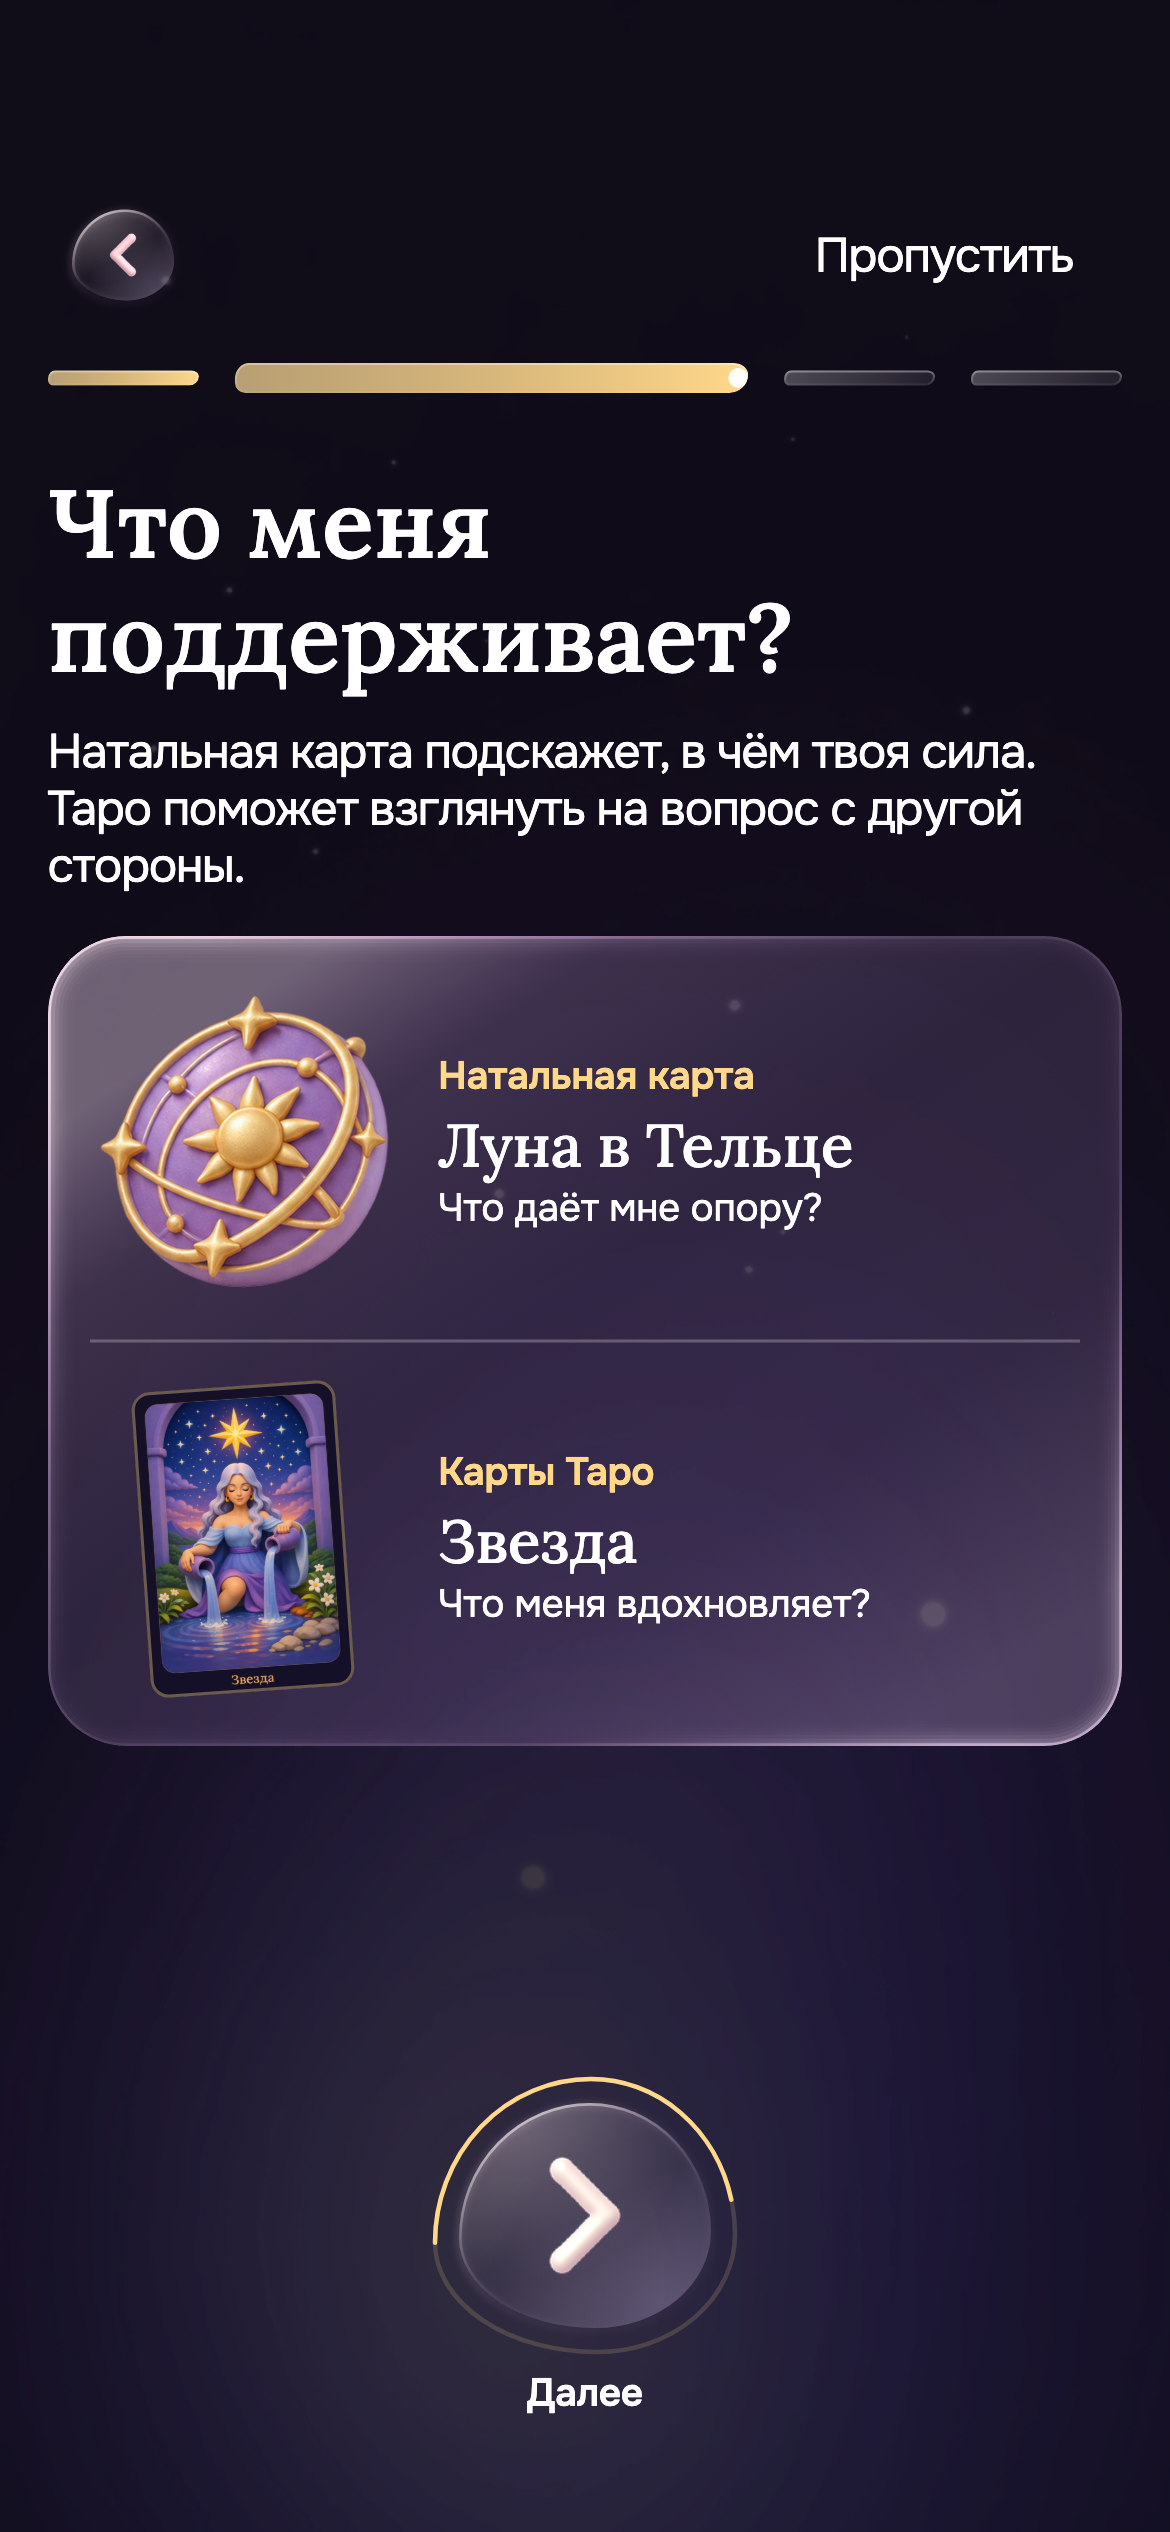 Пропустить
Что меня
поддерживает?
Натальная карта подскажет, в чём твоя сила.
Таро поможет взглянуть на вопрос с другой
стороны.
Натальная карта
Луна в Тельце
Что даёт мне опору?
Карты Таро
Звезда
Что меня вдохновляет?
Звезда
Далее